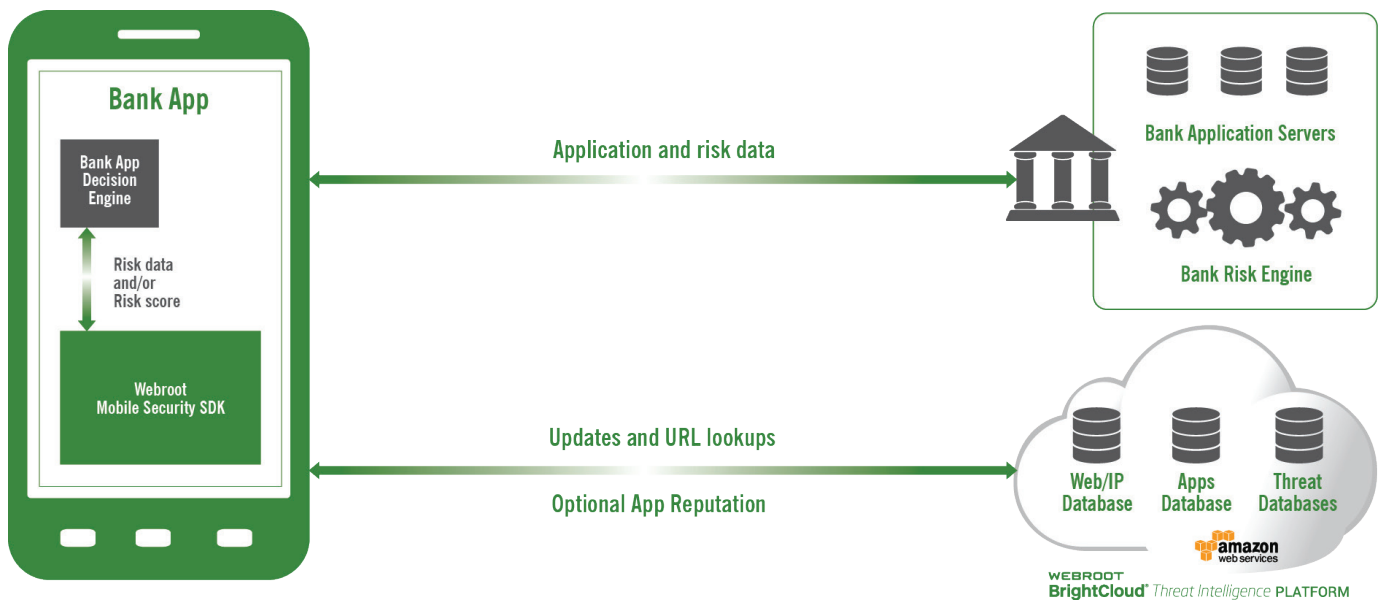 Bank App
Bank App
Decision
Engine
Risk data
and/or
Risk score
Webroot
Mobile Security SDK
Application and risk data
Updates and URL lookups
Optional App Reputation
Bank Application Servers
Bank Risk Engine
Web/IP
Database
Apps
Database
Threat
Databases
amazon
web services
WEBROOT
BrightCloud® Threat Intelligence PLATFORM